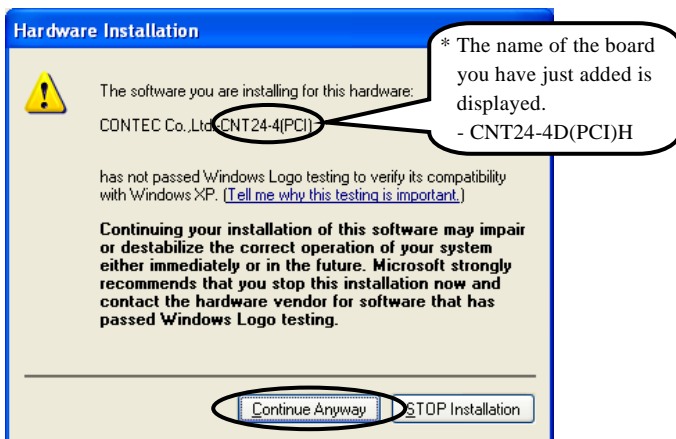 Hardware Installation
* The name of the board
you have just added is
displayed.
- CNT24-4D(PCI)H
The software you are installing for this hardware:
CONTEC Co.,Ltd. CNT24-4(PCI)
has not passed Windows Logo testing to verify its compatibility
with Windows XP. (Tell me why this testing is important.)
Continuing your installation of this software may impair
or destabilize the correct operation of your system
either immediately or in the future. Microsoft strongly
recommends that you stop this installation now and
contact the hardware vendor for software that has
passed Windows Logo testing.
Continue Anyway
STOP Installation